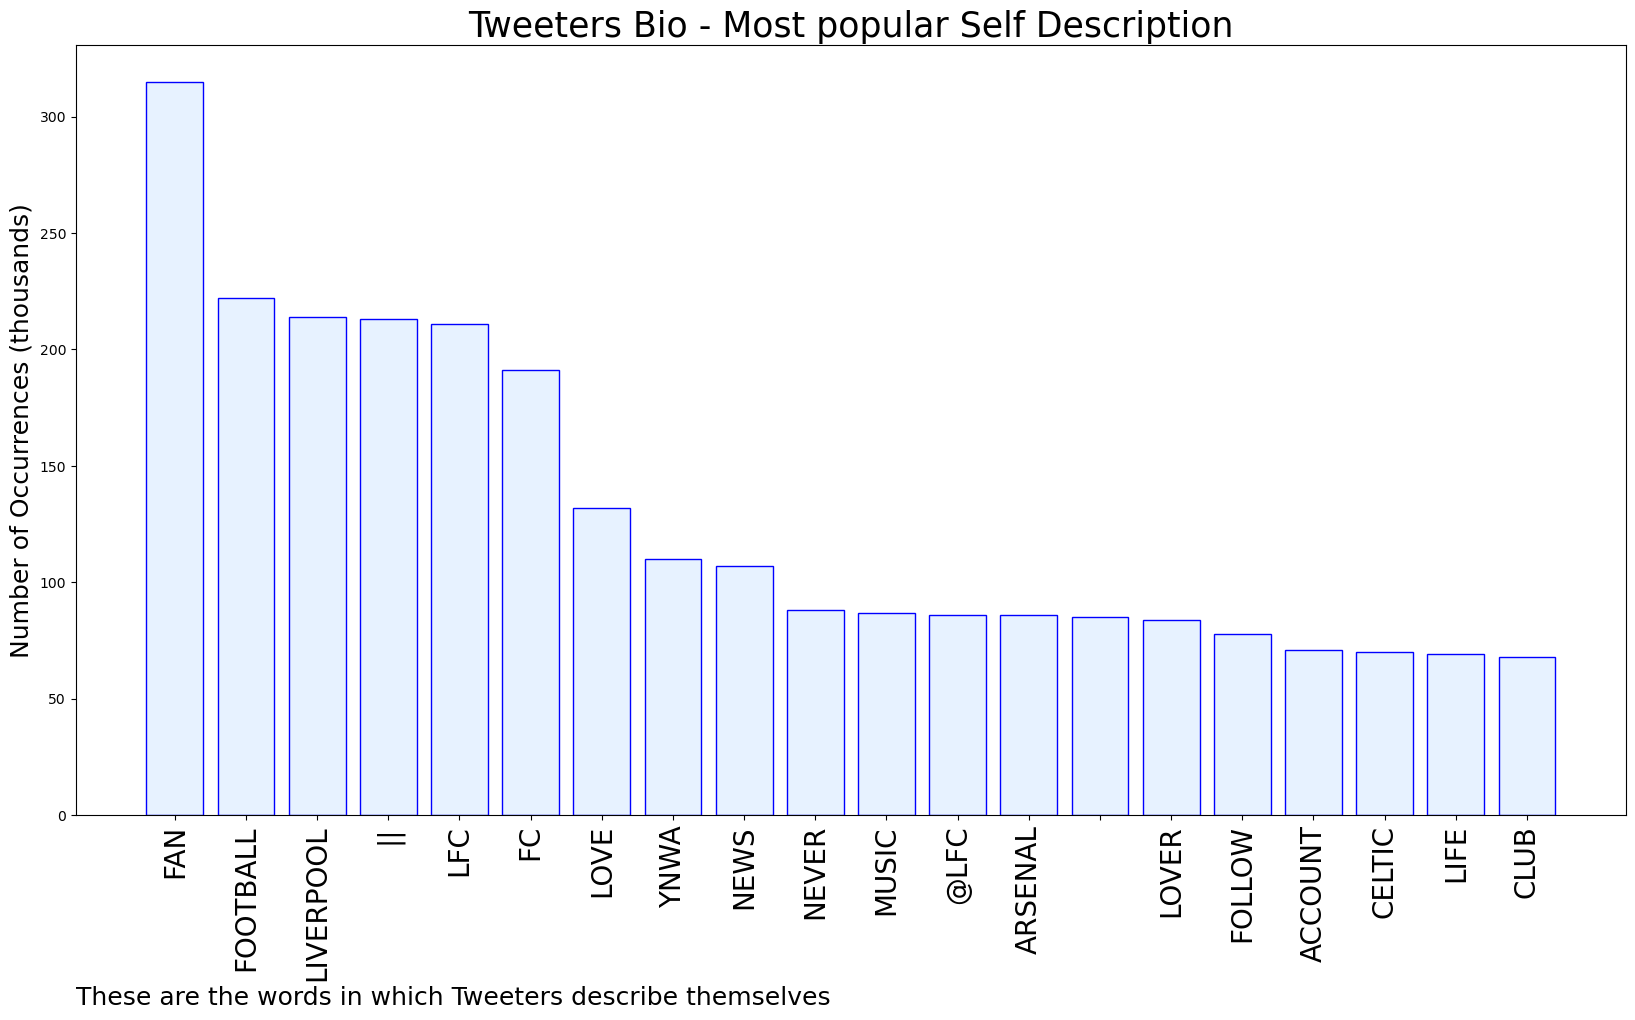 Tweeters Bio - Most popular Self Description
Number of Occurrences (thousands)
300
250
200
150
100
50
0
FAN
FOOTBALL
LIVERPOOL
||
LFC
FC
LOVE
YNWA
NEWS
NEVER
MUSIC
@LFC
ARSENAL
LOVER
FOLLOW
ACCOUNT
CELTIC
LIFE
CLUB
These are the words in which Tweeters describe themselves